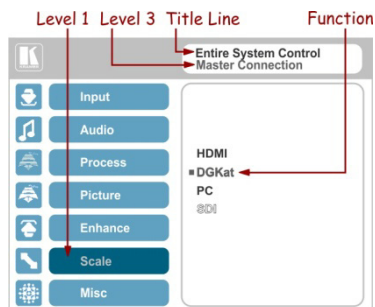 Level 1 Level 3 Title Line Function
K
Entire System Control
Master Connection
Input
Audio
Process
Picture
Enhance
Scale
Misc
HDMI
DGKat
PC
SDI